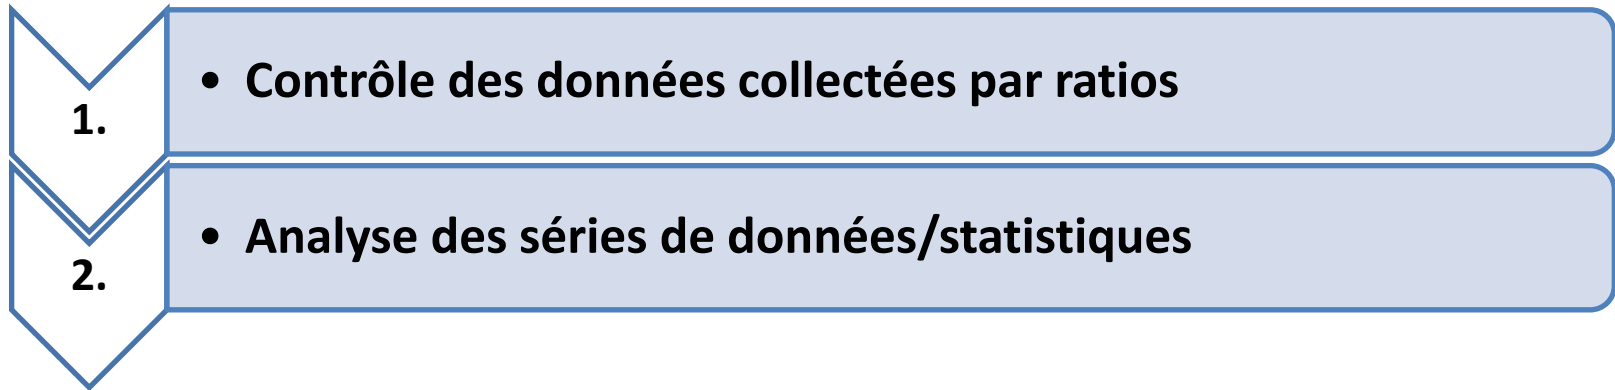 1.
• Contrôle des données collectées par ratios
2.
• Analyse des séries de données/statistiques